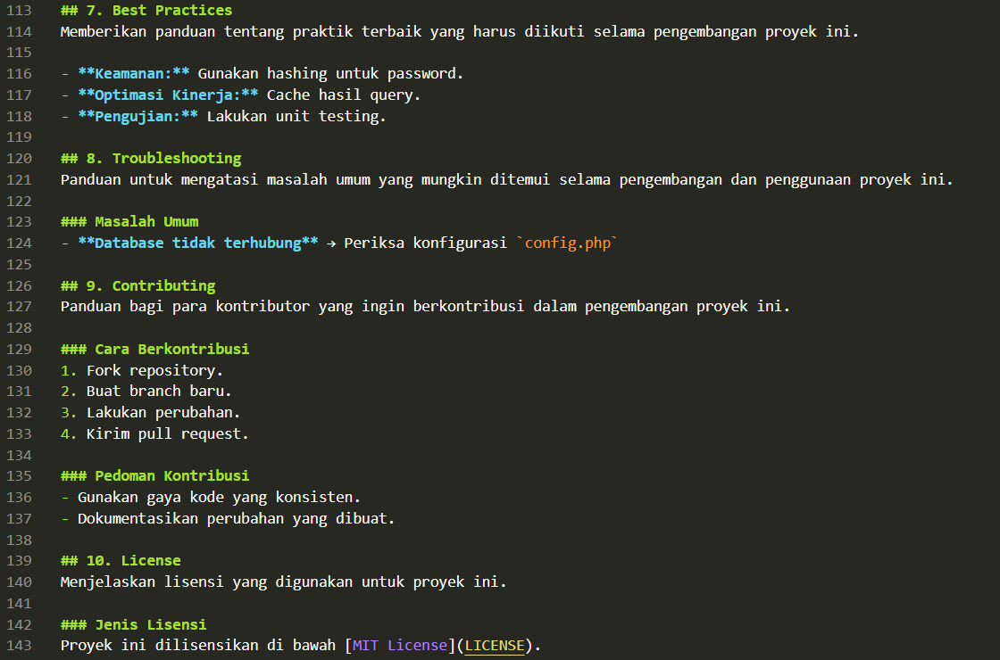 113 ## 7. Best Practices
114 Memberikan panduan tentang praktik terbaik yang harus diikuti selama pengembangan proyek ini.
115
116 - **Keamanan:** Gunakan hashing untuk password.
117 - **Optimasi Kinerja:** Cache hasil query.
118 - **Pengujian:** Lakukan unit testing.
119
120 ## 8. Troubleshooting
121 Panduan untuk mengatasi masalah umum yang mungkin ditemui selama pengembangan dan penggunaan proyek ini.
122
123 ### Masalah Umum
124 - **Database tidak terhubung** → Periksa konfigurasi `config.php`
125
126 ## 9. Contributing
127 Panduan bagi para kontributor yang ingin berkontribusi dalam pengembangan proyek ini.
128
129 ### Cara Berkontribusi
130 1. Fork repository.
131 2. Buat branch baru.
132 3. Lakukan perubahan.
133 4. Kirim pull request.
134
135 ### Pedoman Kontribusi
136 - Gunakan gaya kode yang konsisten.
137 - Dokumentasikan perubahan yang dibuat.
138
139 ## 10. License
140 Menjelaskan lisensi yang digunakan untuk proyek ini.
141
142 ### Jenis Lisensi
143 Proyek ini dilisensikan di bawah [MIT License](LICENSE).